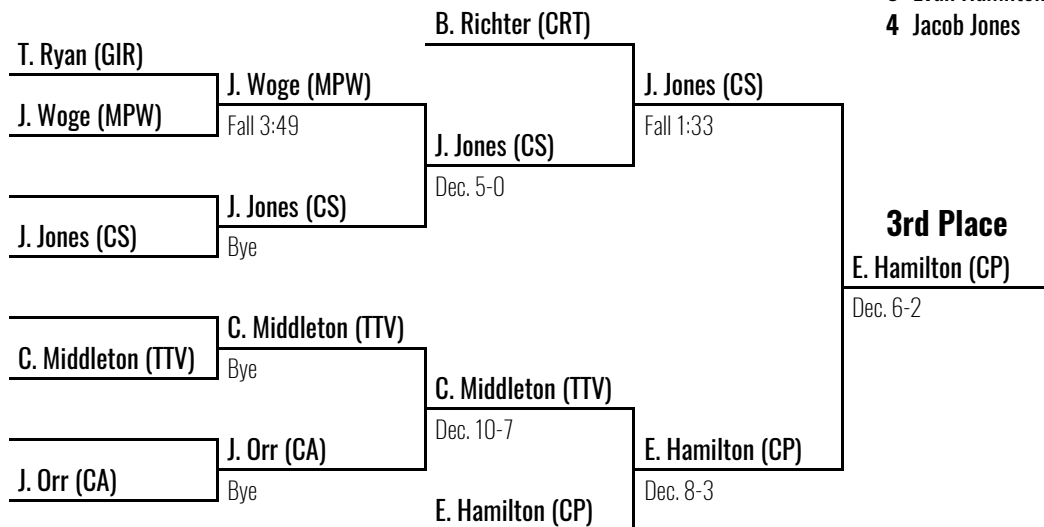 B. Richter (CRT)
4 Jacob Jones
T. Ryan (GIR)
J. Woge (MPW)
J. Jones (CS)
J. Woge (MPW)
Fall 3:49
Fall 1:33
J. Jones (CS)
Dec. 5-0
J. Jones (CS)
J. Jones (CS)
Bye
3rd Place
E. Hamilton (CP)
Dec. 6-2
C. Middleton (TTV)
C. Middleton (TTV)
Bye
C. Middleton (TTV)
Dec. 10-7
J. Orr (CA)
E. Hamilton (CP)
J. Orr (CA)
Bye
Dec. 8-3
E. Hamilton (CP)